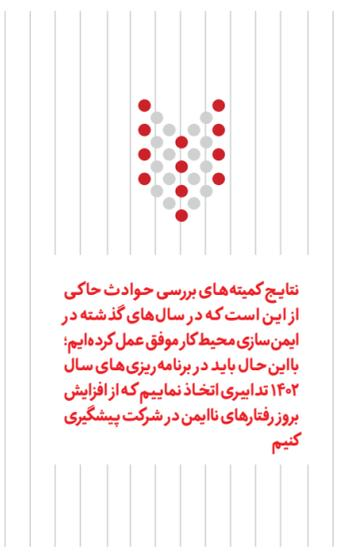 نتایج کمیته‌های بررسی حوادث حاکی
از این است که در سال‌های گذشته در
ایمن‌سازی محیط کار موفق عمل کرده‌ایم؛
بااین‌حال باید در برنامه‌ریزی‌های سال
۱۴۰۲ تدابیری اتخاذ نماییم که از افزایش
بروز رفتارهای ناایمن در شرکت پیشگیری
کنیم